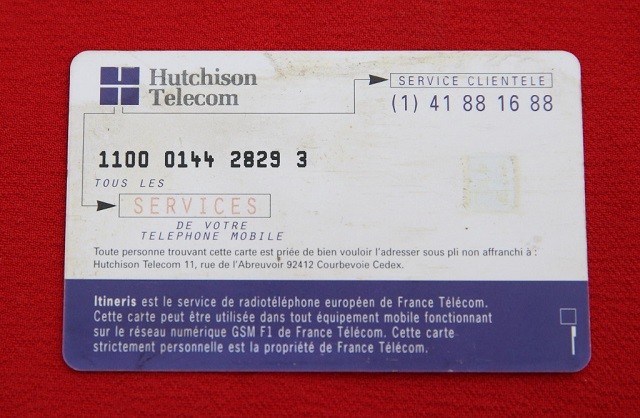 Hutchison
Telecom
SERVICE CLIENTELE
(1) 41 88 16 88
1100 0144 2829 3
TOUS LES
SERVICES
DE VOTRE
TELEPHONE MOBILE
Toute personne trouvant cette carte est priée de bien vouloir l'adresser sous pli non affranchi à :
Hutchison Telecom 11, rue de l'Abreuvoir 92412 Courbevoie Cedex.
Itineris est le service de radiotéléphone européen de France Télécom.
Cette carte peut être utilisée dans tout équipement mobile fonctionnant
sur le réseau numérique GSM F1 de France Télécom. Cette carte
strictement personnelle est la propriété de France Télécom.